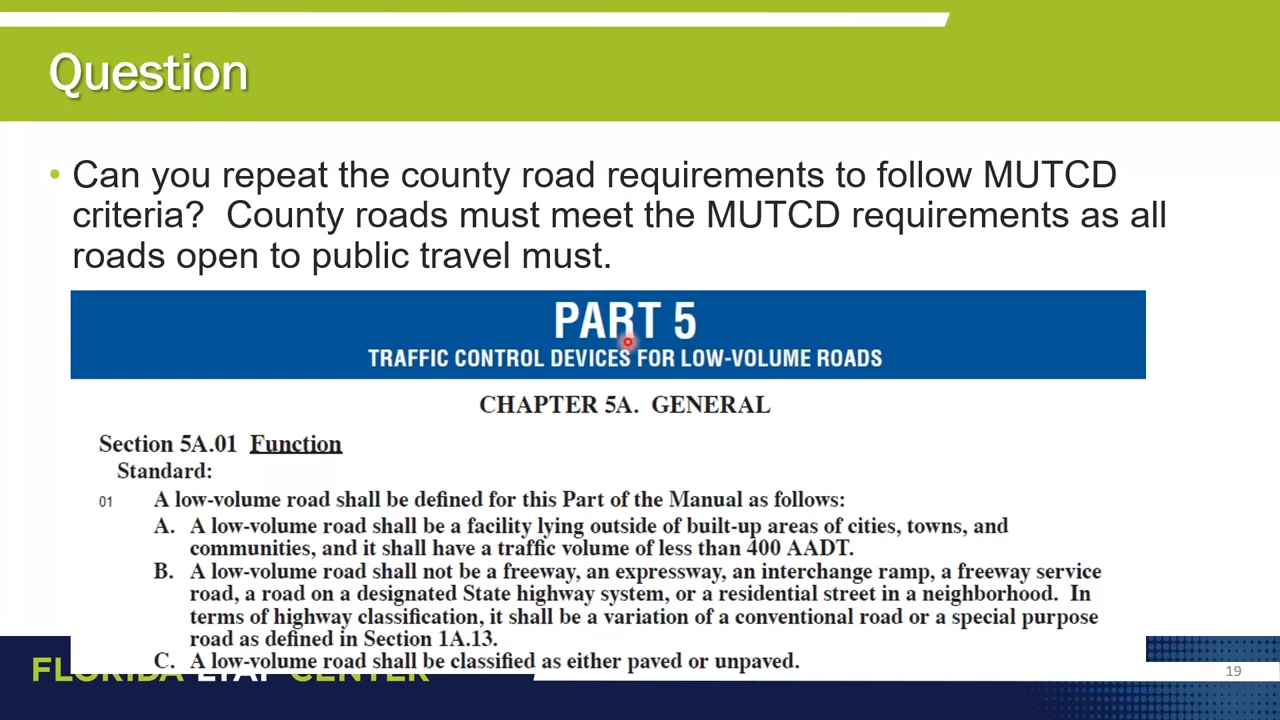 Question
• Can you repeat the county road requirements to follow MUTCD
criteria? County roads must meet the MUTCD requirements as all
roads open to public travel must.
PART 5
TRAFFIC CONTROL DEVICES FOR LOW-VOLUME ROADS
CHAPTER 5A. GENERAL
Section 5A.01 Function
Standard:
01 A low-volume road shall be defined for this Part of the Manual as follows:
A. A low-volume road shall be a facility lying outside of built-up areas of cities, towns, and
communities, and it shall have a traffic volume of less than 400 AADT.
B. A low-volume road shall not be a freeway, an expressway, an interchange ramp, a freeway service
road, a road on a designated State highway system, or a residential street in a neighborhood. In
terms of highway classification, it shall be a variation of a conventional road or a special purpose
road as defined in Section 1A.13.
C. A low-volume road shall be classified as either paved or unpaved.
FLORIDA LTAP CENTER
19